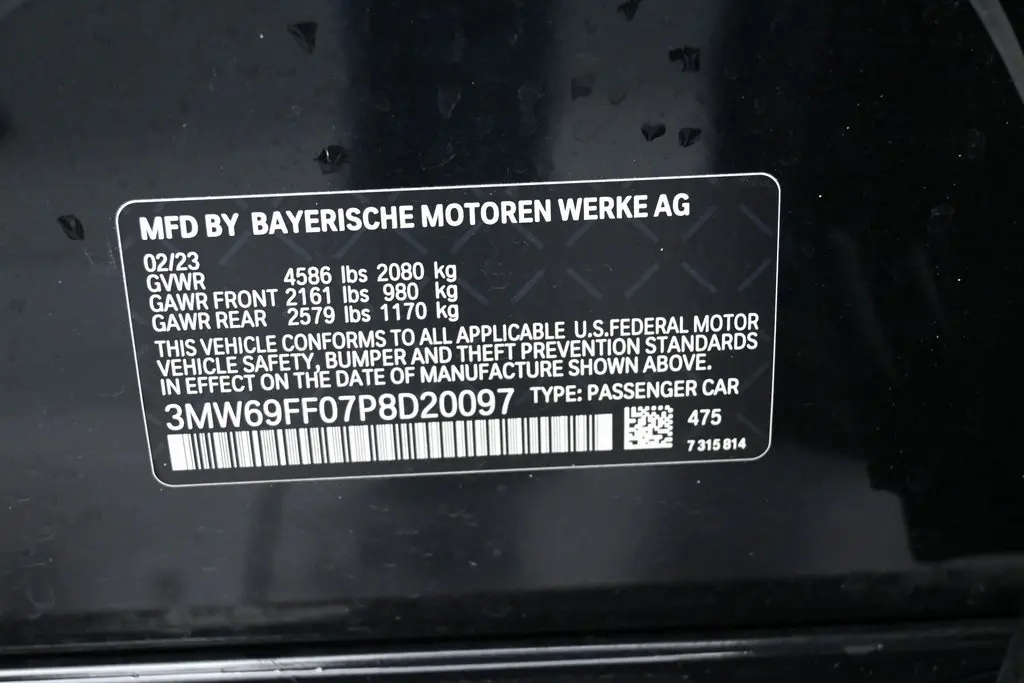 MFD BY BAYERISCHE MOTOREN WERKE AG
02/23
GVWR 4586 lbs 2080 kg
GAWR FRONT 2161 lbs 980 kg
GAWR REAR 2579 lbs 1170 kg
THIS VEHICLE CONFORMS TO ALL APPLICABLE U.S.FEDERAL MOTOR
VEHICLE SAFETY, BUMPER AND THEFT PREVENTION STANDARDS
IN EFFECT ON THE DATE OF MANUFACTURE SHOWN ABOVE.
3MW69FF07P8D20097 TYPE: PASSENGER CAR
475
7 315 814